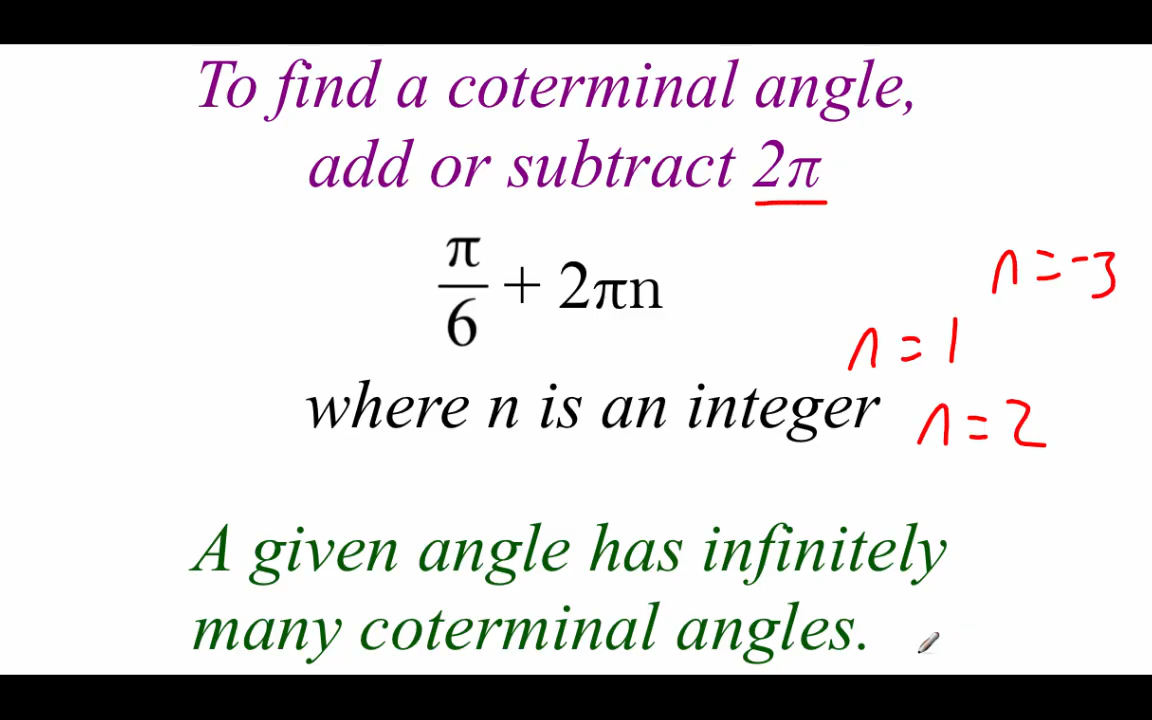 To find a coterminal angle,
add or subtract 2π
π/6 + 2πn
n = -3
n = 1
where n is an integer
n = 2
A given angle has infinitely
many coterminal angles.